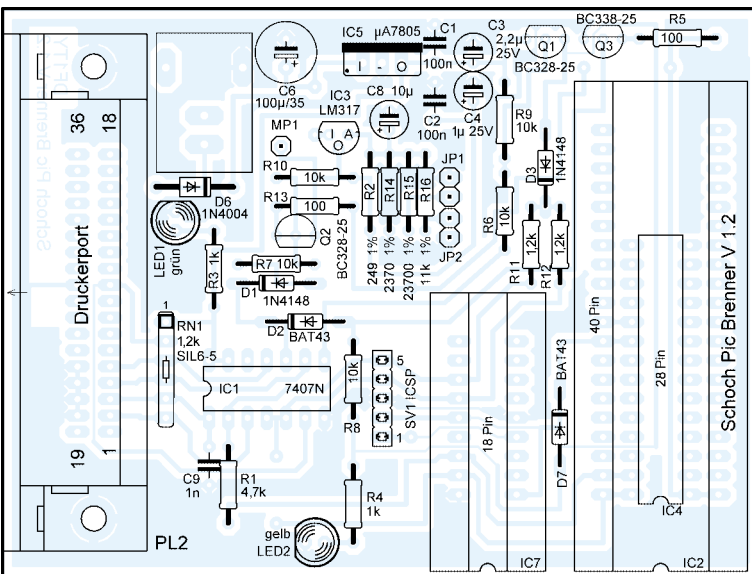 IC5
µA7805
I - O
C1
100n
C3
2,2µ
25V
BC338-25
Q1
Q3
BC328-25
R5
100
C6
100µ/35
IC3
LM317
I A
O
C8 10µ
C2
100n
C4
1µ 25V
R9
10k
MP1
R10
10k
R13
100
Q2
BC328-25
JP1
JP2
R2
R14
R15
R16
249 1%
2370 1%
23700 1%
11k 1%
R6
10k
D3
1N4148
R11
1,2k
R12
1,2k
36
18
Druckerport
19
1
PL2
D6
1N4004
LED1
grün
R3 1k
R7 10k
D1
1N4148
D2
BAT43
1
RN1
1,2k
SIL6-5
IC1
7407N
10k
R8
5
SV1 ICSP
1
C9
1n
R1
4,7k
R4
1k
gelb
LED2
18 Pin
IC7
BAT43
D7
40 Pin
28 Pin
IC4
IC2
Schoch Pic Brenner V 1.2